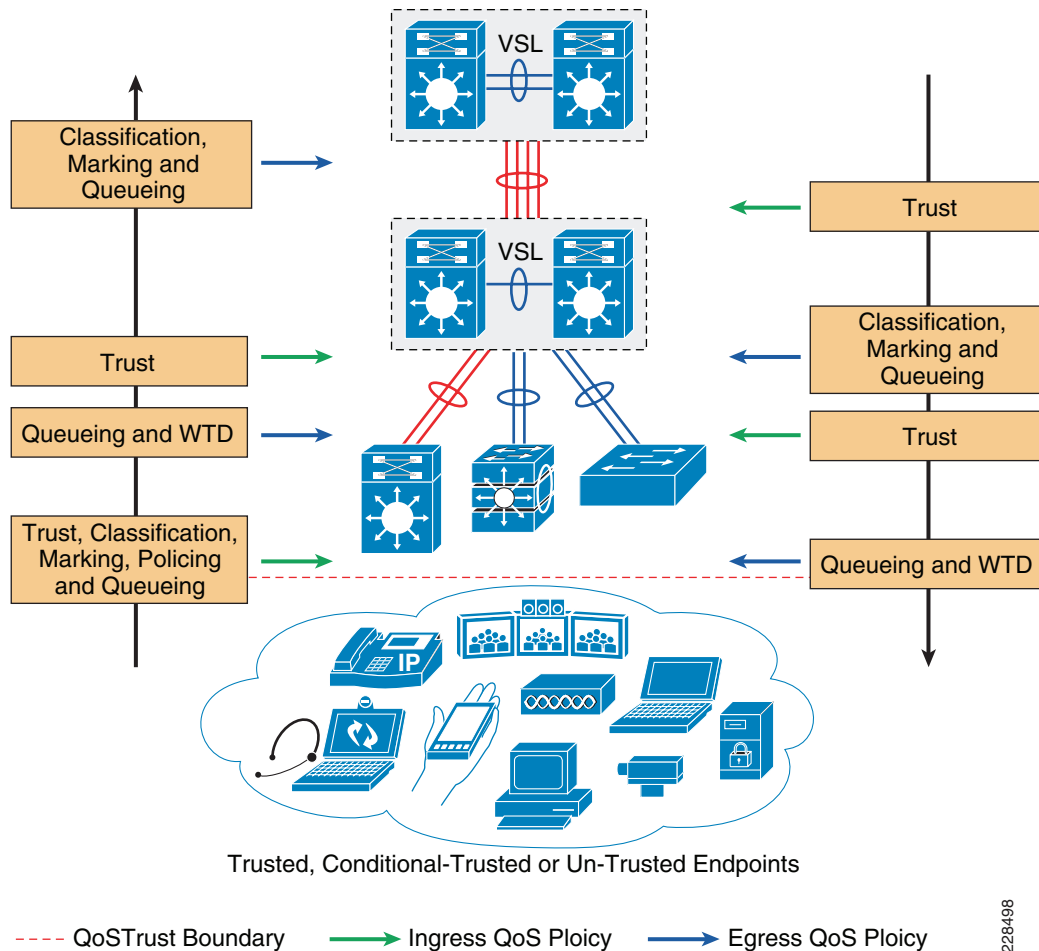 VSL
Classification,
Marking and
Queueing
Trust
VSL
Trust
Classification,
Marking and
Queueing
Queueing and WTD
Trust
Trust, Classification,
Marking, Policing
and Queueing
Queueing and WTD
IP
Trusted, Conditional-Trusted or Un-Trusted Endpoints
QoSTrust Boundary
Ingress QoS Ploicy
Egress QoS Ploicy
228498